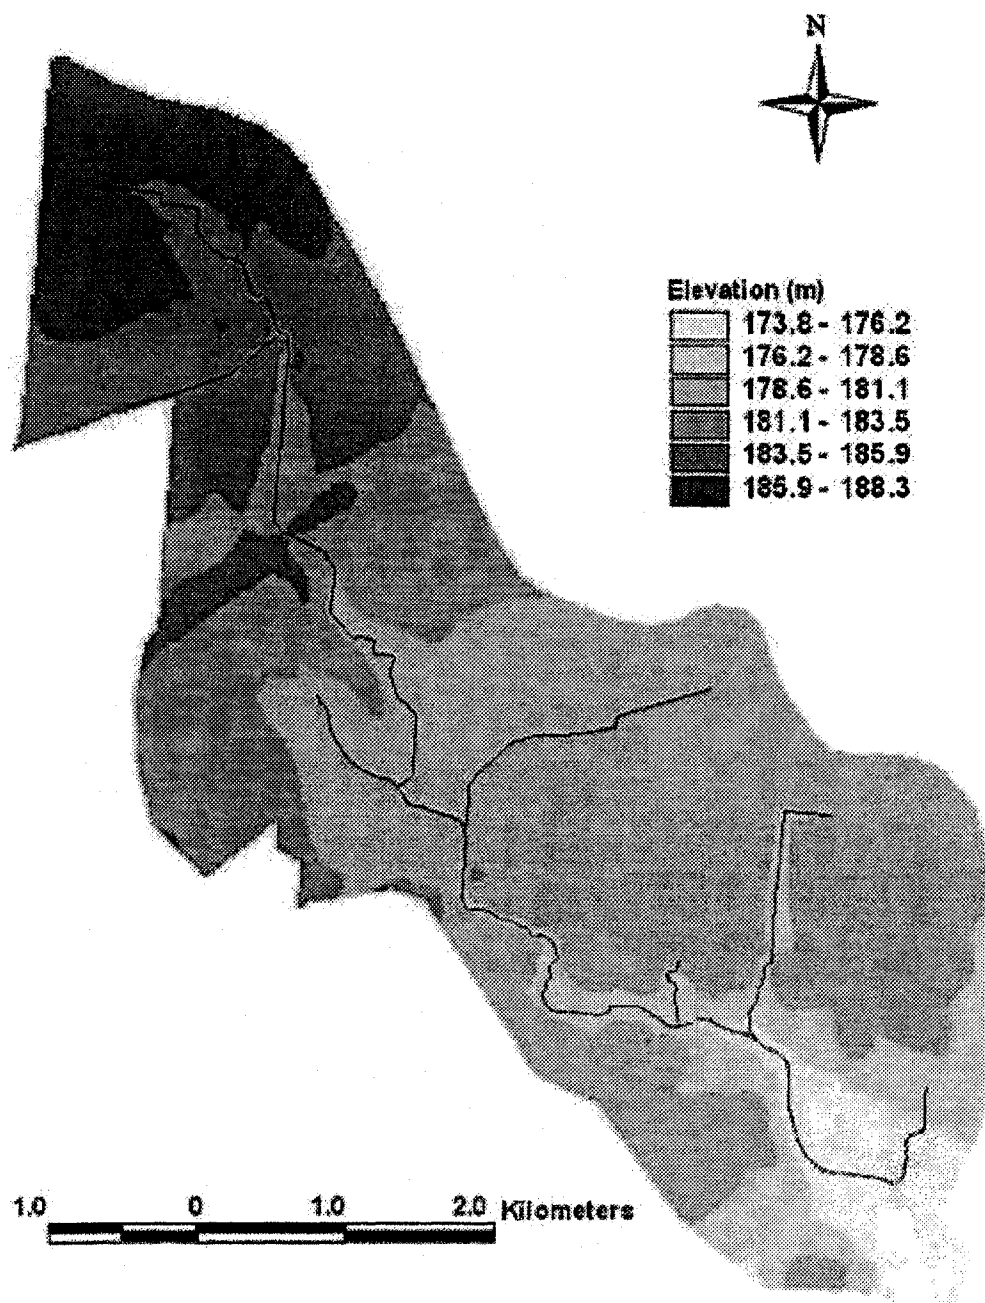 N
Elevation (m)
173.8 - 176.2
176.2 - 178.6
178.6 - 181.1
181.1 - 183.5
183.5 - 185.9
185.9 - 188.3
1.0 0 1.0 2.0 Kilometers